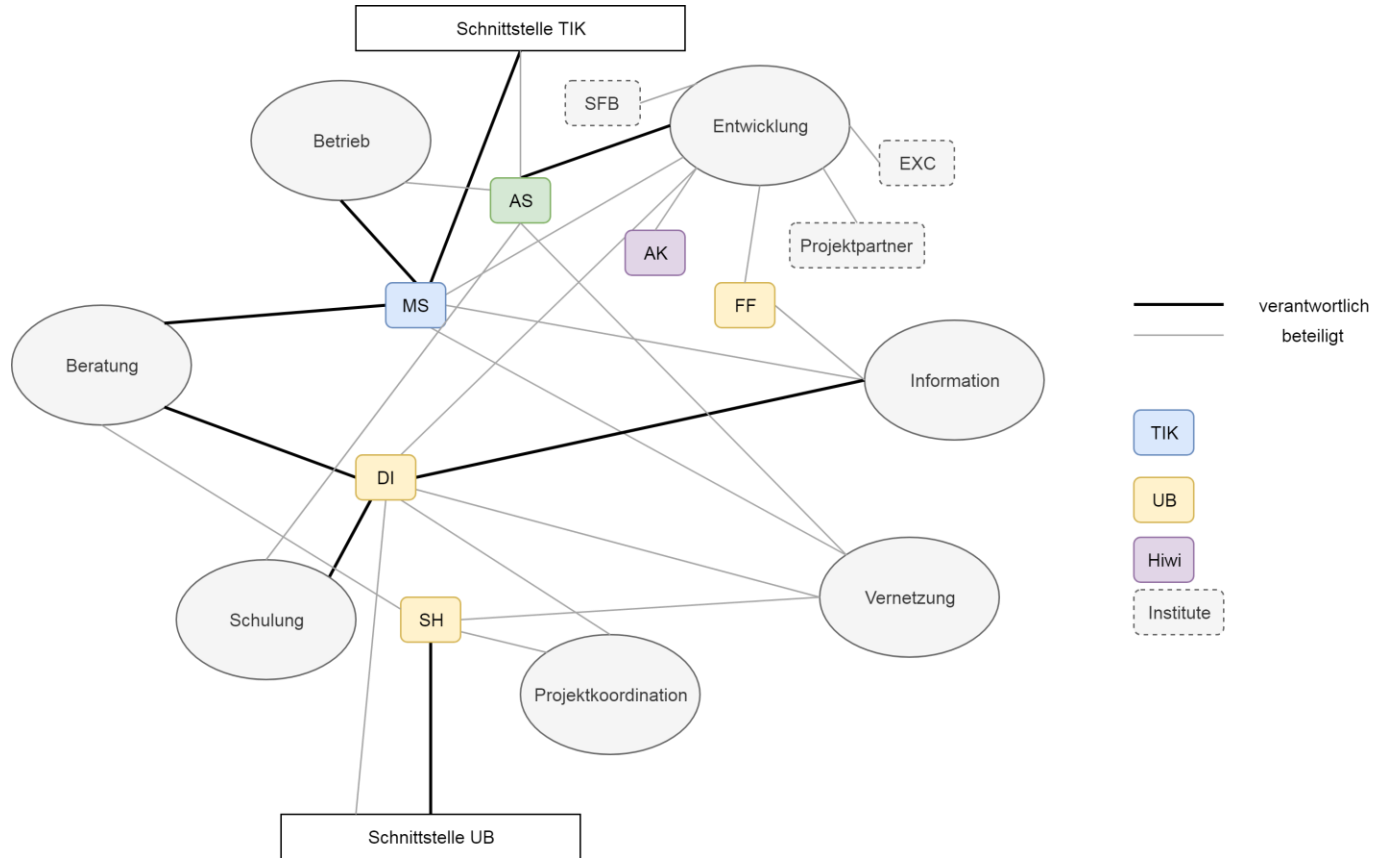 Schnittstelle TIK
SFB
Entwicklung
Betrieb
EXC
AS
Projektpartner
AK
MS
FF
verantwortlich
beteiligt
Beratung
Information
TIK
DI
UB
Hiwi
Vernetzung
Institute
Schulung
SH
Projektkoordination
Schnittstelle UB